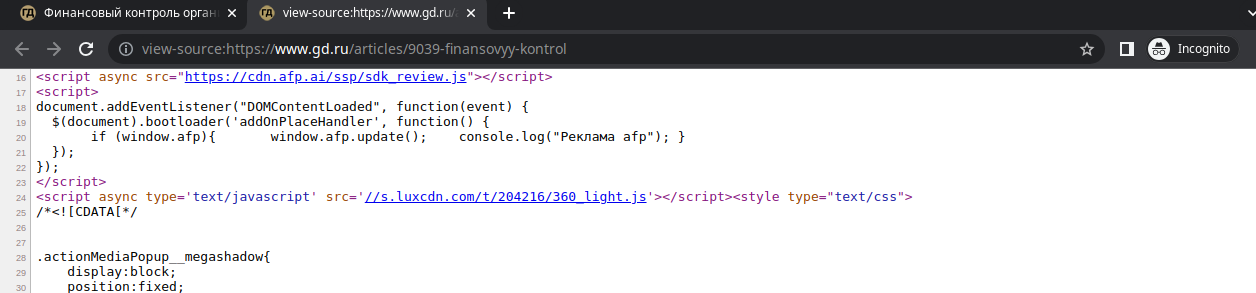 Финансовый контроль орган
view-source:https://www.gd.ru/a
view-source:https://www.gd.ru/articles/9039-finansovyy-kontrol
Incognito
16 <script async src="https://cdn.afp.ai/ssp/sdk_review.js"></script>
17 <script>
18 document.addEventListener("DOMContentLoaded", function(event) {
19   $(document).bootloader('addOnPlaceHandler', function() {
20        if (window.afp){       window.afp.update();    console.log("Реклама afp"); }
21   });
22 });
23 </script>
24 <script async type='text/javascript' src='//s.luxcdn.com/t/204216/360_light.js'></script><style type="text/css">
25 /*<![CDATA[*/
26
27
28 .actionMediaPopup__megashadow{
29     display:block;
30     position:fixed;